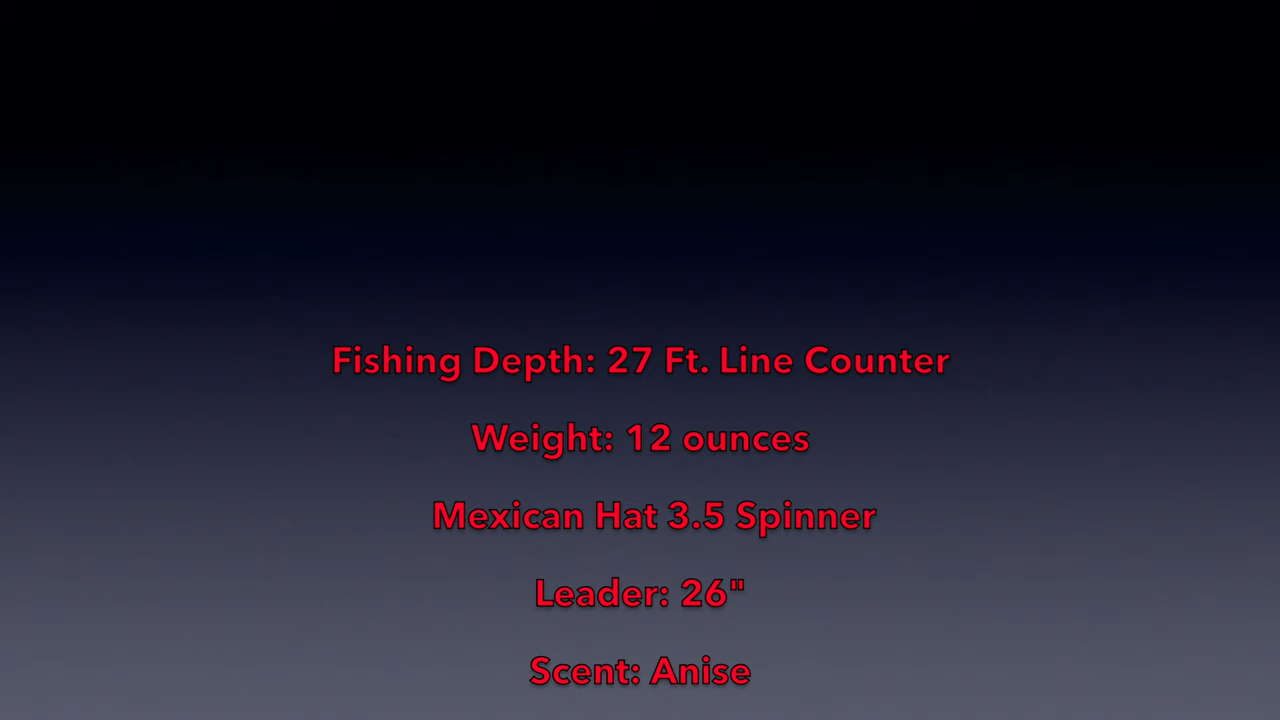 Fishing Depth: 27 Ft. Line Counter
Weight: 12 ounces
Mexican Hat 3.5 Spinner
Leader: 26"
Scent: Anise